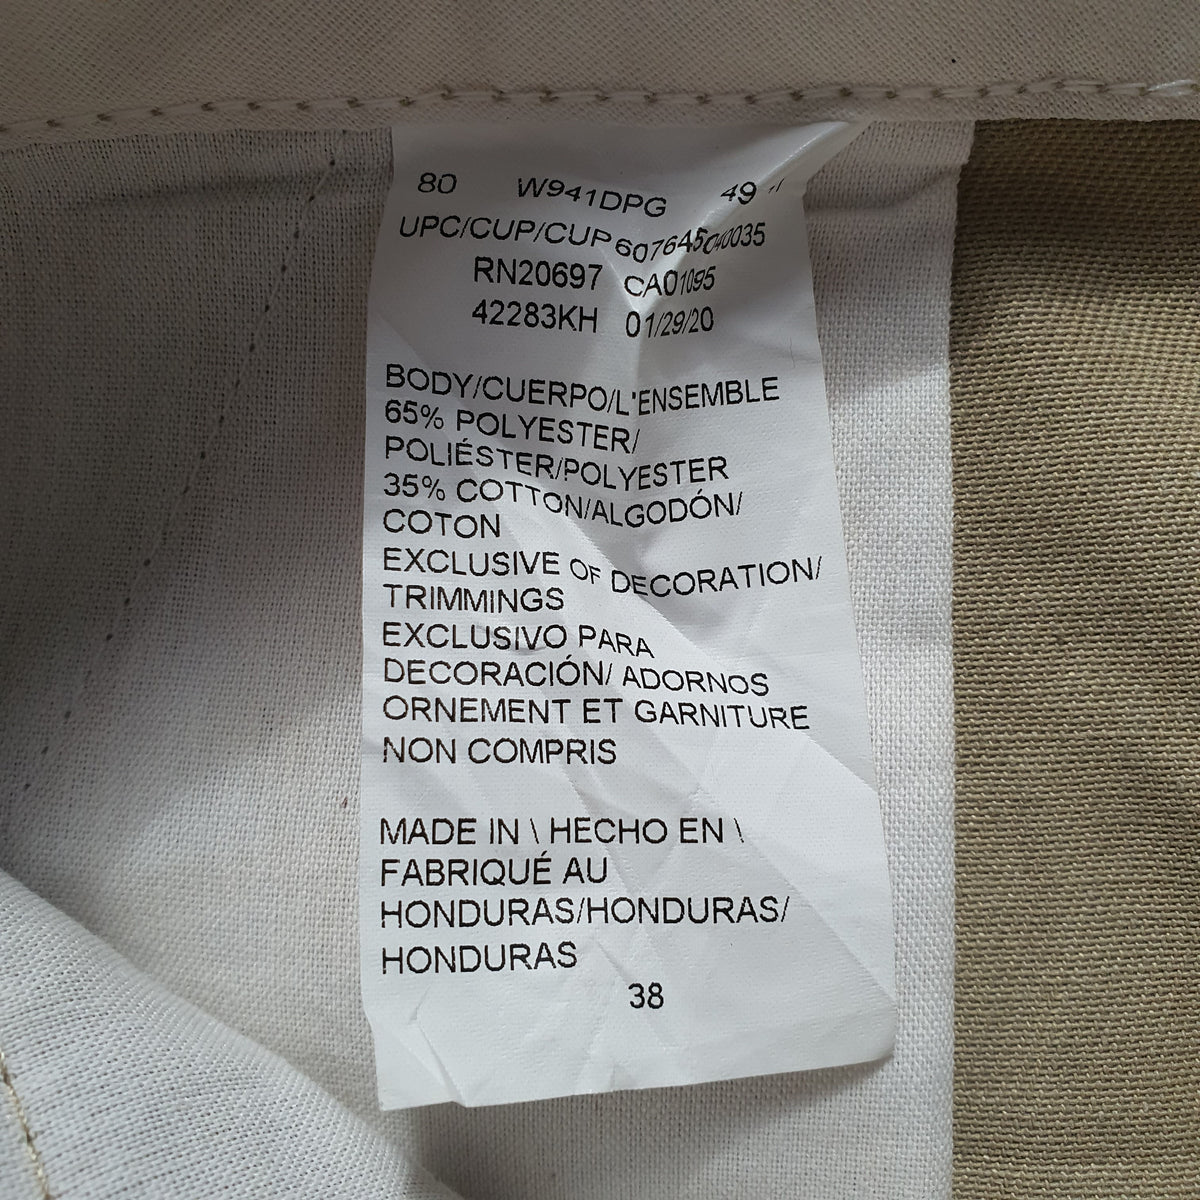 80 W941DPG 49
UPC/CUP/CUP
RN20697 CA01095
42283KH 01/29/20
BODY/CUERPO/L'ENSEMBLE
65% POLYESTER/
POLIÉSTER/POLYESTER
35% COTTON/ALGODÓN/
COTON
EXCLUSIVE OF DECORATION/
TRIMMINGS
EXCLUSIVO PARA
DECORACIÓN/ ADORNOS
ORNEMENT ET GARNITURE
NON COMPRIS
MADE IN \ HECHO EN \
FABRIQUÉ AU
HONDURAS/HONDURAS/
HONDURAS
38